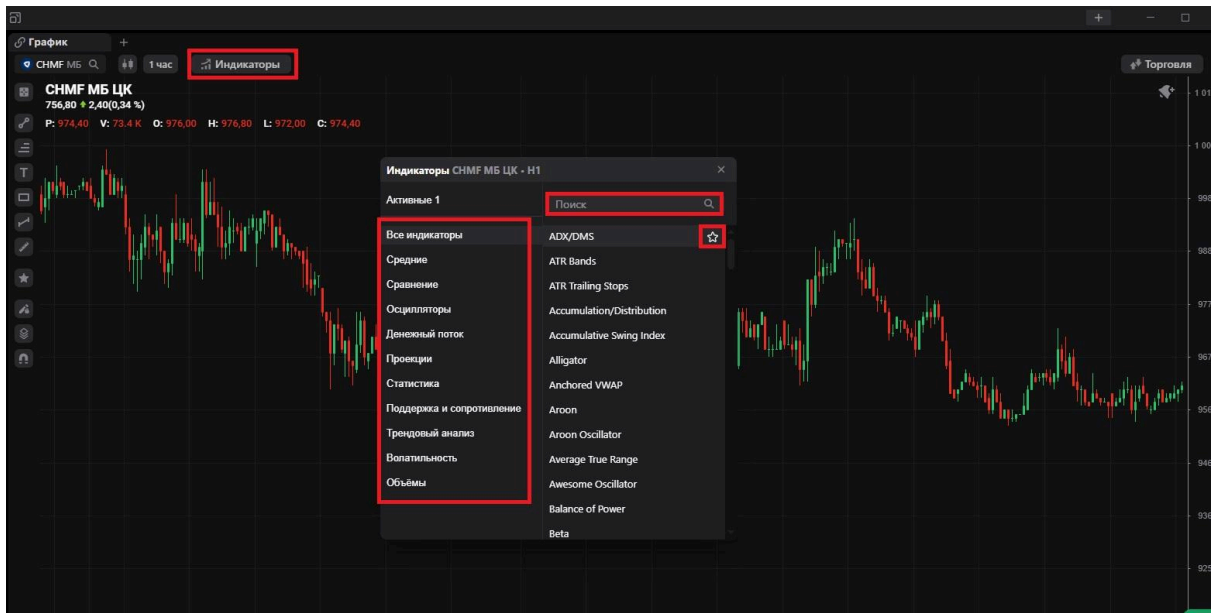 График
CHMF МБ
1 час
Индикаторы
Торговля
CHMF МБ ЦК
756,80 2,40(0,34 %)
P: 974,40 V: 73.4 K O: 976,00 H: 976,80 L: 972,00 C: 974,40
Индикаторы CHMF МБ ЦК - H1
Активные 1
Поиск
Все индикаторы
Средние
Сравнение
Осцилляторы
Денежный поток
Проекции
Статистика
Поддержка и сопротивление
Трендовый анализ
Волатильность
Объёмы
ADX/DMS
ATR Bands
ATR Trailing Stops
Accumulation/Distribution
Accumulative Swing Index
Alligator
Anchored VWAP
Aroon
Aroon Oscillator
Average True Range
Awesome Oscillator
Balance of Power
Beta
T